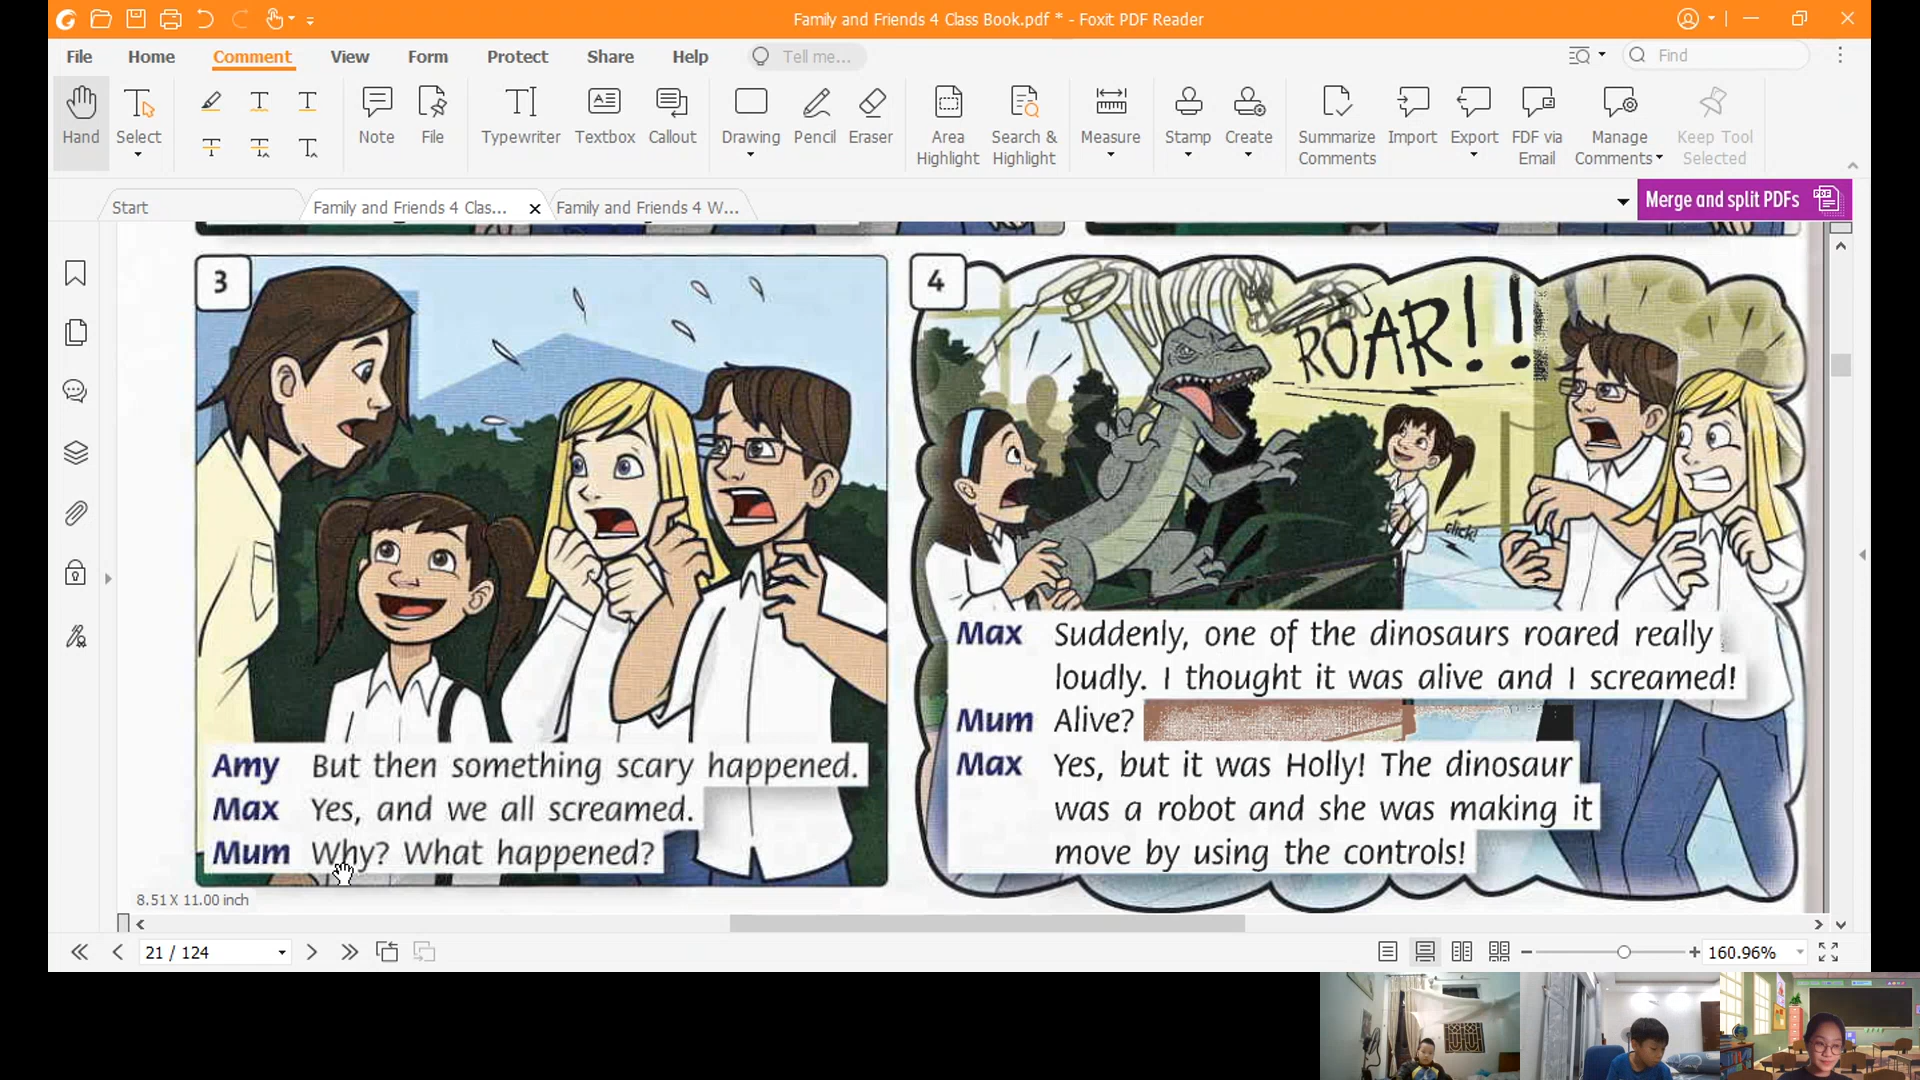 Family and Friends 4 Class Book.pdf * - Foxit PDF Reader
File Home Comment View Form Protect Share Help Tell me... Find
Hand Select Note File Typewriter Textbox Callout Drawing Pencil Eraser Area Highlight Search & Highlight Measure Stamp Create Summarize Comments Import Export FDF via Email Manage Comments Keep Tool Selected
Start Family and Friends 4 Clas... Family and Friends 4 W... Merge and split PDFs
3
Amy But then something scary happened.
Max Yes, and we all screamed.
Mum Why? What happened?
4
ROAR!!
click!
Max Suddenly, one of the dinosaurs roared really
loudly. I thought it was alive and I screamed!
Mum Alive?
Max Yes, but it was Holly! The dinosaur
was a robot and she was making it
move by using the controls!
8.51 X 11.00 inch
21 / 124 160.96%